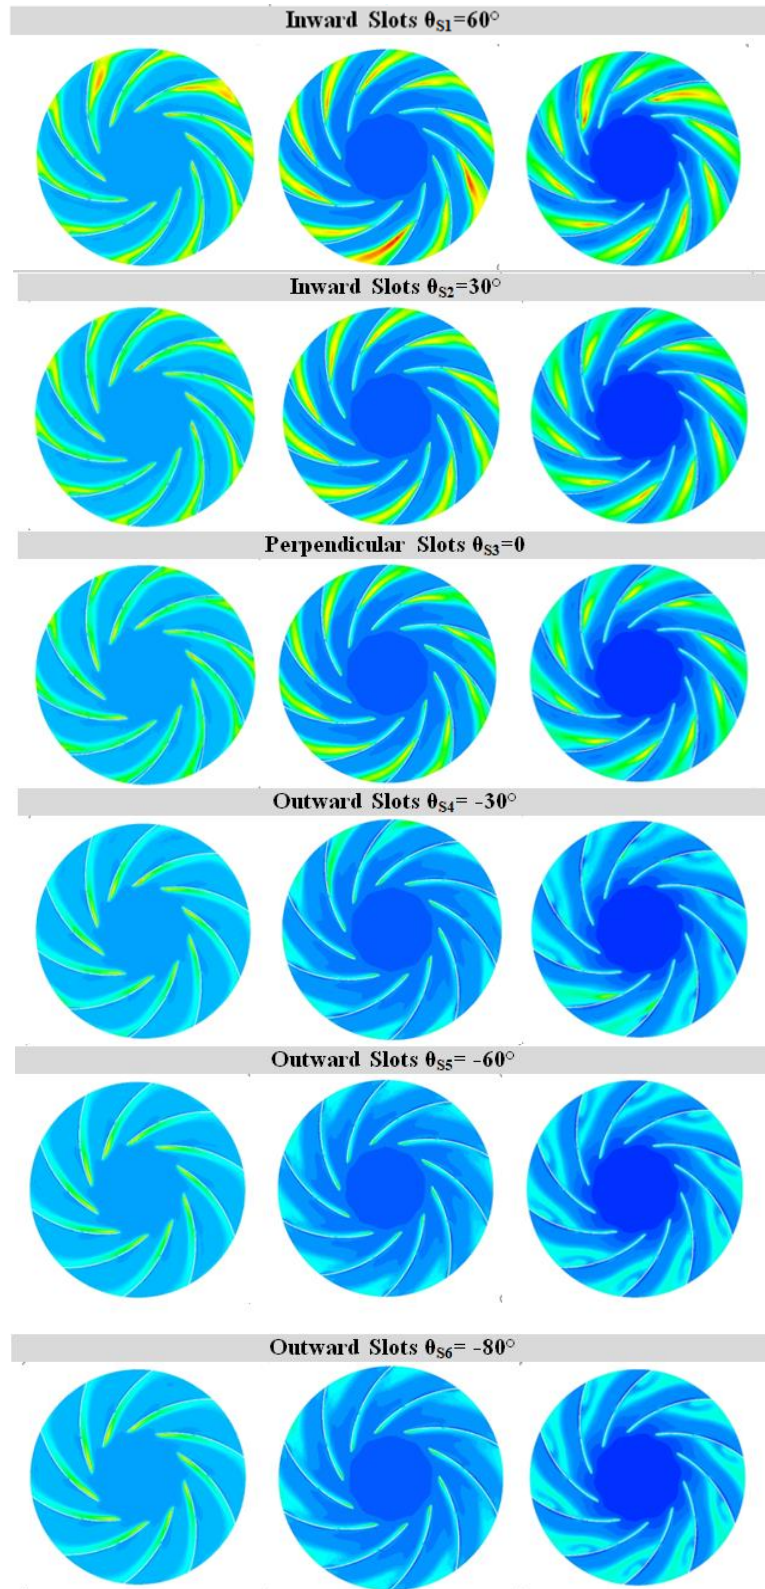 Inward Slots θS1=60°
Inward Slots θS2=30°
Perpendicular Slots θS3=0
Outward Slots θS4= -30°
Outward Slots θS5= -60°
Outward Slots θS6= -80°